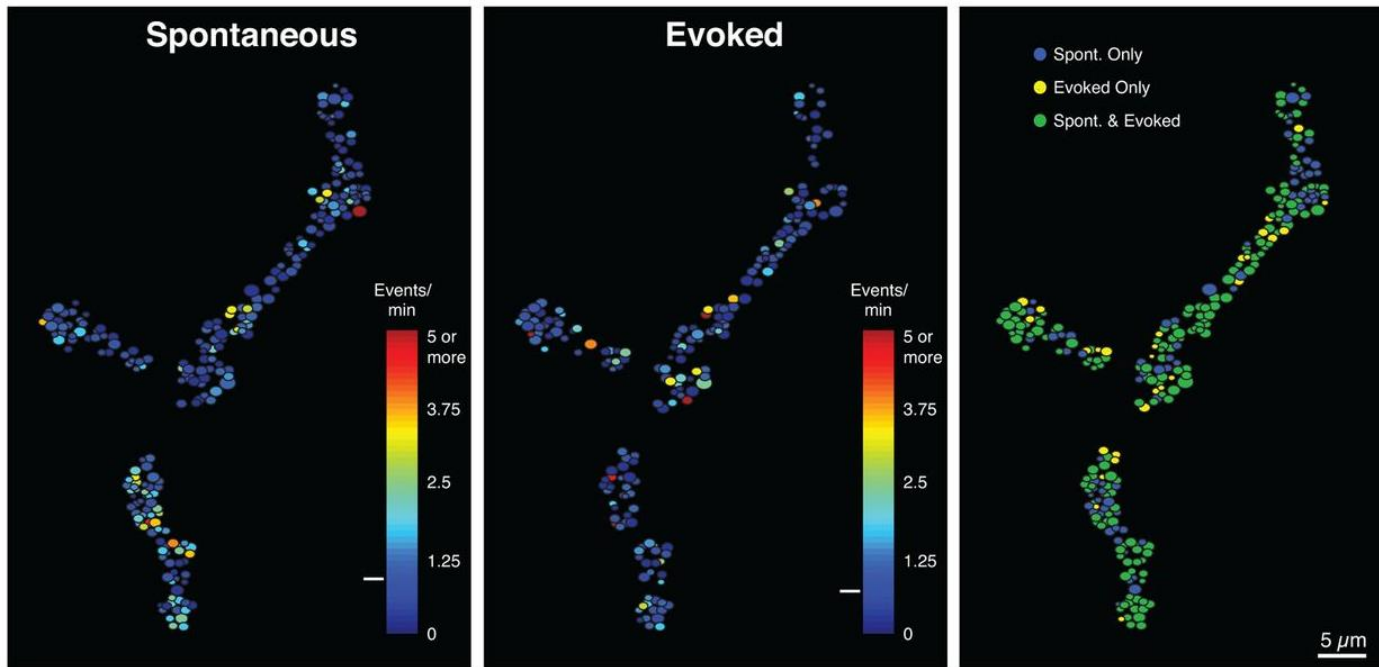 Spontaneous
Events/
min
5 or
more
3.75
2.5
1.25
0
Evoked
Events/
min
5 or
more
3.75
2.5
1.25
0
Spont. Only
Evoked Only
Spont. & Evoked
5 µm